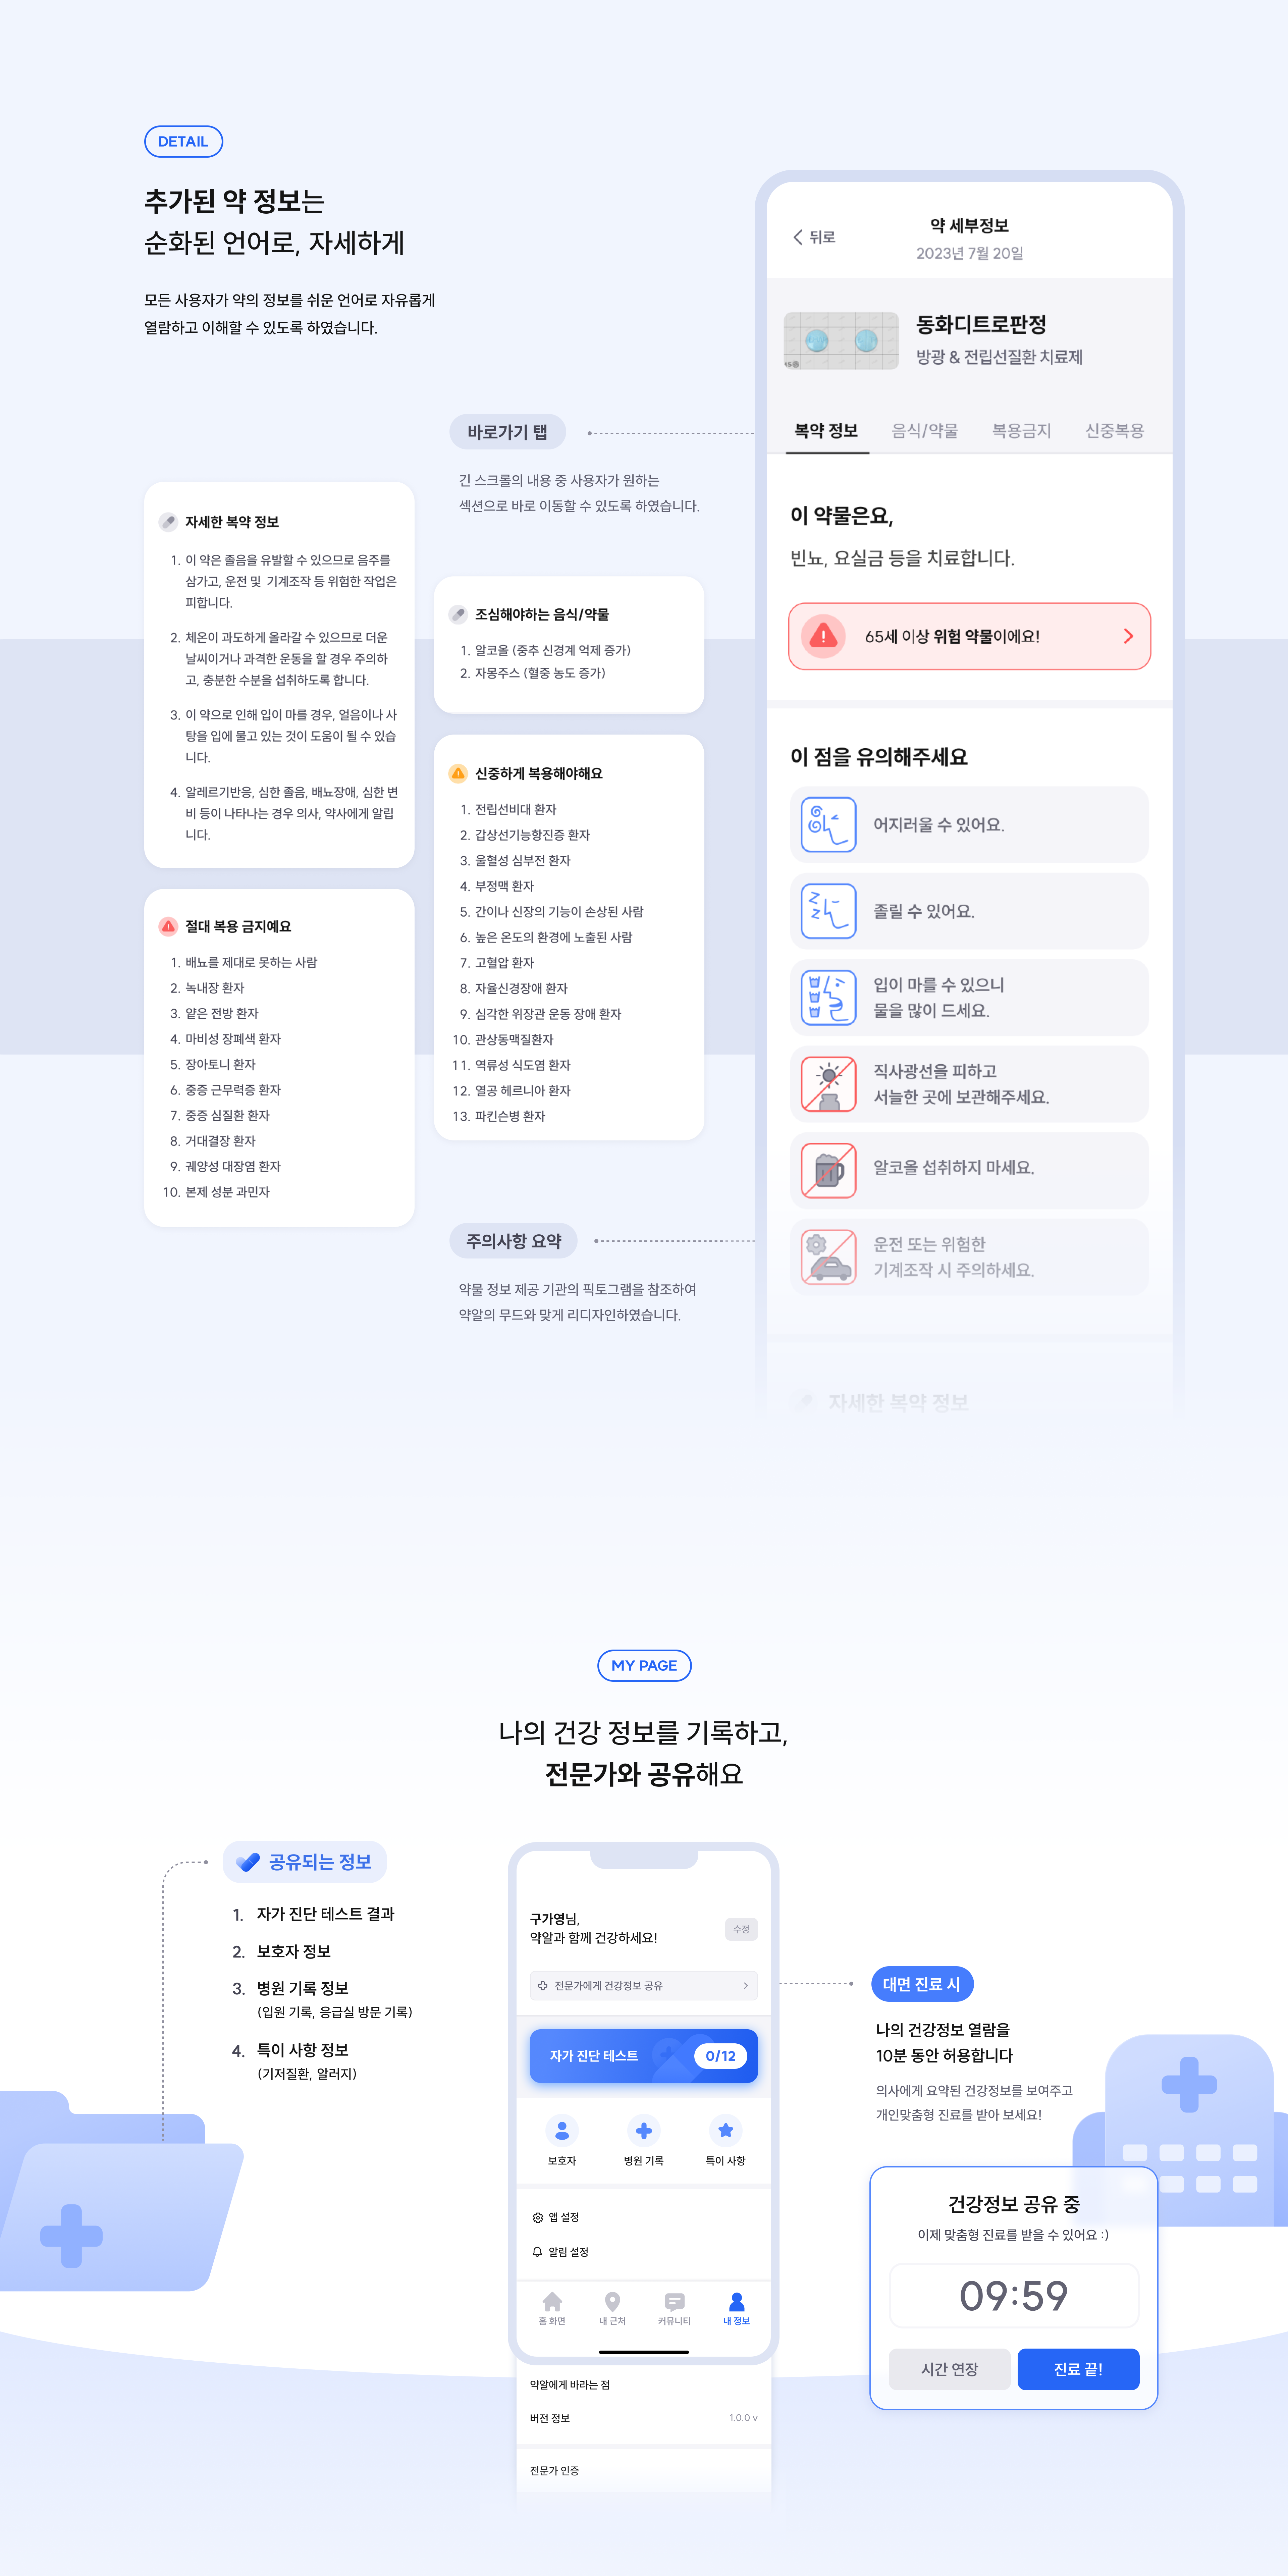 DETAIL
추가된 약 정보는
순화된 언어로, 자세하게
모든 사용자가 약의 정보를 쉬운 언어로 자유롭게
열람하고 이해할 수 있도록 하였습니다.
바로가기 탭
긴 스크롤의 내용 중 사용자가 원하는
섹션으로 바로 이동할 수 있도록 하였습니다.
자세한 복약 정보
1. 이 약은 졸음을 유발할 수 있으므로 음주를
삼가고, 운전 및 기계조작 등 위험한 작업은
피합니다.
2. 체온이 과도하게 올라갈 수 있으므로 더운
날씨이거나 과격한 운동을 할 경우 주의하
고, 충분한 수분을 섭취하도록 합니다.
3. 이 약으로 인해 입이 마를 경우, 얼음이나 사
탕을 입에 물고 있는 것이 도움이 될 수 있습
니다.
4. 알레르기반응, 심한 졸음, 배뇨장애, 심한 변
비 등이 나타나는 경우 의사, 약사에게 알립
니다.
절대 복용 금지예요
1. 배뇨를 제대로 못하는 사람
2. 녹내장 환자
3. 얕은 전방 환자
4. 마비성 장폐색 환자
5. 장아토니 환자
6. 중증 근무력증 환자
7. 중증 심질환 환자
8. 거대결장 환자
9. 궤양성 대장염 환자
10. 본제 성분 과민자
조심해야하는 음식/약물
1. 알코올 (중추 신경계 억제 증가)
2. 자몽주스 (혈중 농도 증가)
신중하게 복용해야해요
1. 전립선비대 환자
2. 갑상선기능항진증 환자
3. 울혈성 심부전 환자
4. 부정맥 환자
5. 간이나 신장의 기능이 손상된 사람
6. 높은 온도의 환경에 노출된 사람
7. 고혈압 환자
8. 자율신경장애 환자
9. 심각한 위장관 운동 장애 환자
10. 관상동맥질환자
11. 역류성 식도염 환자
12. 열공 헤르니아 환자
13. 파킨슨병 환자
주의사항 요약
약물 정보 제공 기관의 픽토그램을 참조하여
약알의 무드와 맞게 리디자인하였습니다.
뒤로
약 세부정보
2023년 7월 20일
동화디트로판정
방광 & 전립선질환 치료제
복약 정보 음식/약물 복용금지 신중복용
이 약물은요,
빈뇨, 요실금 등을 치료합니다.
65세 이상 위험 약물이에요!
이 점을 유의해주세요
어지러울 수 있어요.
졸릴 수 있어요.
입이 마를 수 있으니
물을 많이 드세요.
직사광선을 피하고
서늘한 곳에 보관해주세요.
알코올 섭취하지 마세요.
운전 또는 위험한
기계조작 시 주의하세요.
자세한 복약 정보
MY PAGE
나의 건강 정보를 기록하고,
전문가와 공유해요
공유되는 정보
1. 자가 진단 테스트 결과
2. 보호자 정보
3. 병원 기록 정보
(입원 기록, 응급실 방문 기록)
4. 특이 사항 정보
(기저질환, 알러지)
구가영님,
약알과 함께 건강하세요!
수정
전문가에게 건강정보 공유
자가 진단 테스트 0/12
보호자 병원 기록 특이 사항
앱 설정
알림 설정
홈 화면 내 근처 커뮤니티 내 정보
약알에게 바라는 점
버전 정보 1.0.0 v
전문가 인증
대면 진료 시
나의 건강정보 열람을
10분 동안 허용합니다
의사에게 요약된 건강정보를 보여주고
개인맞춤형 진료를 받아 보세요!
건강정보 공유 중
이제 맞춤형 진료를 받을 수 있어요 :)
09:59
시간 연장 진료 끝!